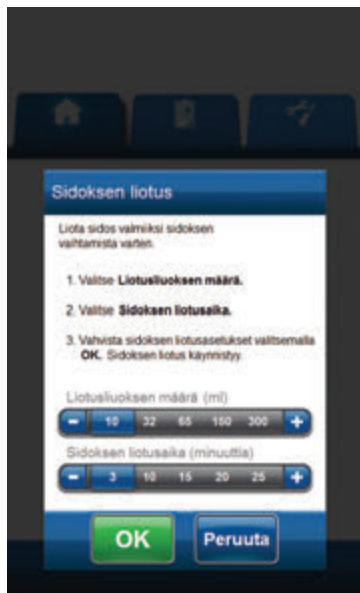 Sidoksen liotus
Liota sidos valmiiksi sidoksen
vaihtamista varten.
1. Valitse Liotusliuoksen määrä.
2. Valitse Sidoksen liotusaika.
3. Vahvista sidoksen liotusasetukset valitsemalla
OK. Sidoksen liotus käynnistyy.
Liotusliuoksen määrä (ml)
- 10 32 65 150 300 +
Sidoksen liotusaika (minuuttia)
- 3 10 15 20 25 +
OK Peruuta